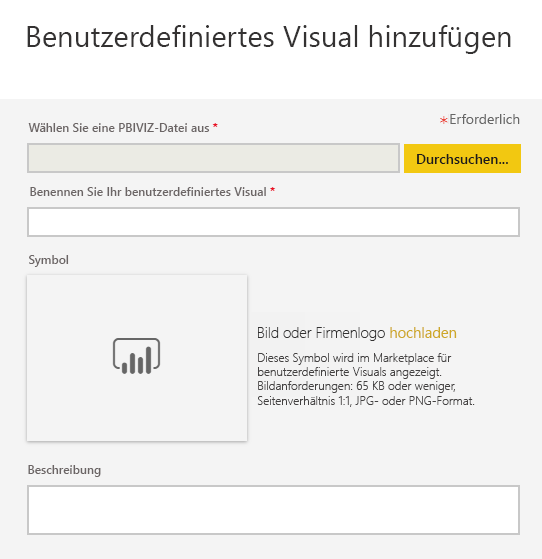 Benutzerdefiniertes Visual hinzufügen
*Erforderlich
Wählen Sie eine PBIVIZ-Datei aus *
Durchsuchen...
Benennen Sie Ihr benutzerdefiniertes Visual *
Symbol
Bild oder Firmenlogo hochladen
Dieses Symbol wird im Marketplace für
benutzerdefinierte Visuals angezeigt.
Bildanforderungen: 65 KB oder weniger,
Seitenverhältnis 1:1, JPG- oder PNG-Format.
Beschreibung